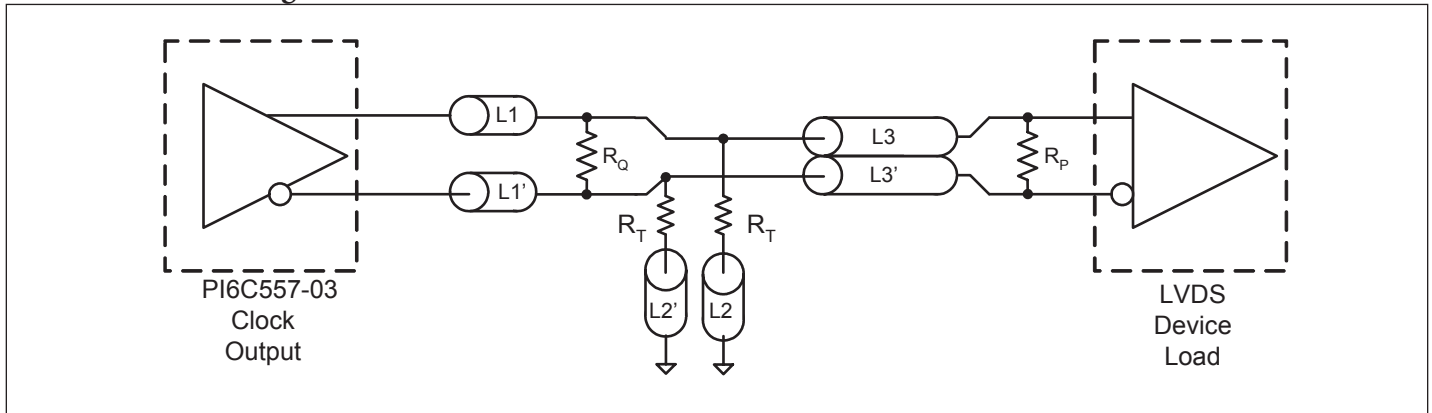 L1
L1'
R_Q
R_T
R_T
L2'
L2
L3
L3'
R_P
PI6C557-03
Clock
Output
LVDS
Device
Load